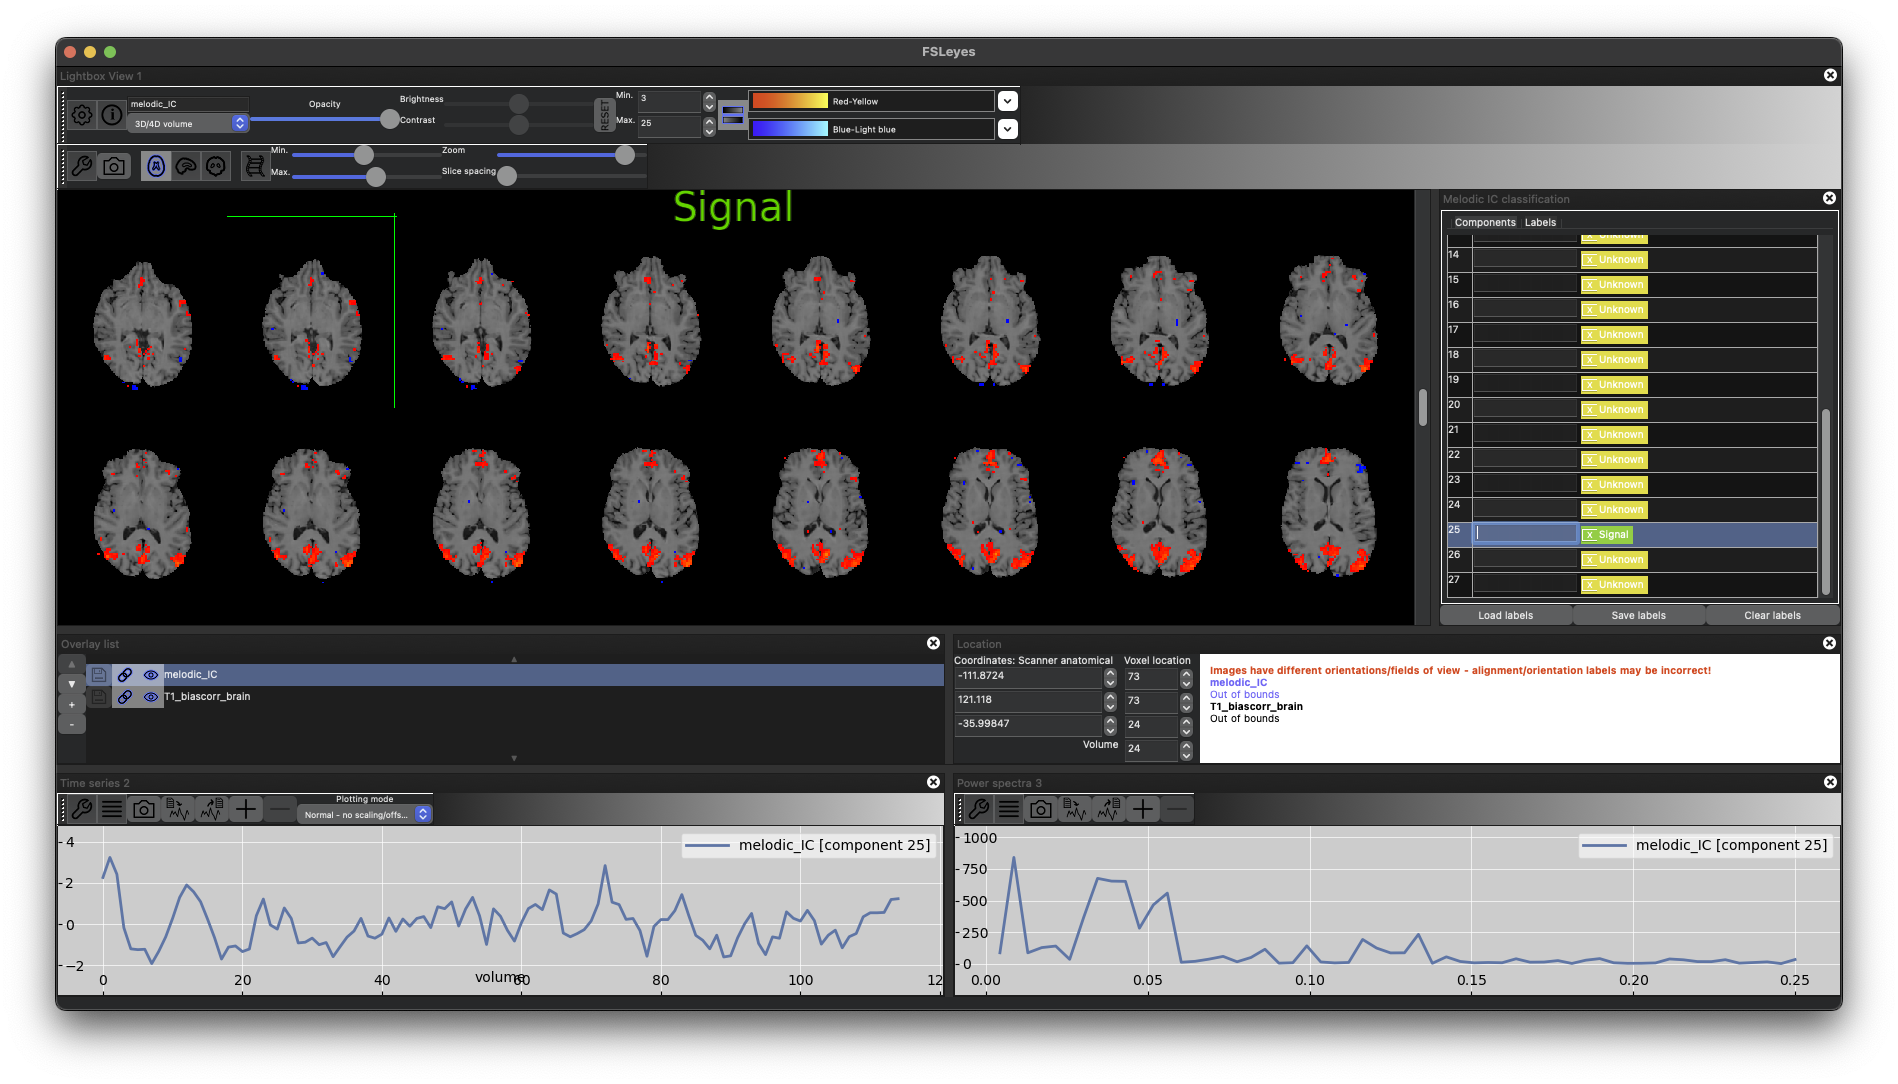 FSLeyes
Lightbox View 1
melodic_IC
3D/4D volume
Opacity
Brightness
Contrast
RESET
Min.
3
Max.
25
Red-Yellow
Blue-Light blue
Min.
Max.
Zoom
Slice spacing
Signal
Melodic IC classification
Components Labels
Unknown
14 x Unknown
15 x Unknown
16 x Unknown
17 x Unknown
18 x Unknown
19 x Unknown
20 x Unknown
21 x Unknown
22 x Unknown
23 x Unknown
24 x Unknown
25 x Signal
26 x Unknown
27 x Unknown
Load labels Save labels Clear labels
Overlay list
melodic_IC
T1_biascorr_brain
Location
Coordinates: Scanner anatomical Voxel location
-111.8724 73
121.118 73
-35.99847 24
Volume 24
Images have different orientations/fields of view - alignment/orientation labels may be incorrect!
melodic_IC
Out of bounds
T1_biascorr_brain
Out of bounds
Time series 2
Plotting mode
Normal - no scaling/offs...
melodic_IC [component 25]
4
2
0
−2
0 20 40 60 80 100 12
volume
Power spectra 3
melodic_IC [component 25]
1000
750
500
250
0
0.00 0.05 0.10 0.15 0.20 0.25